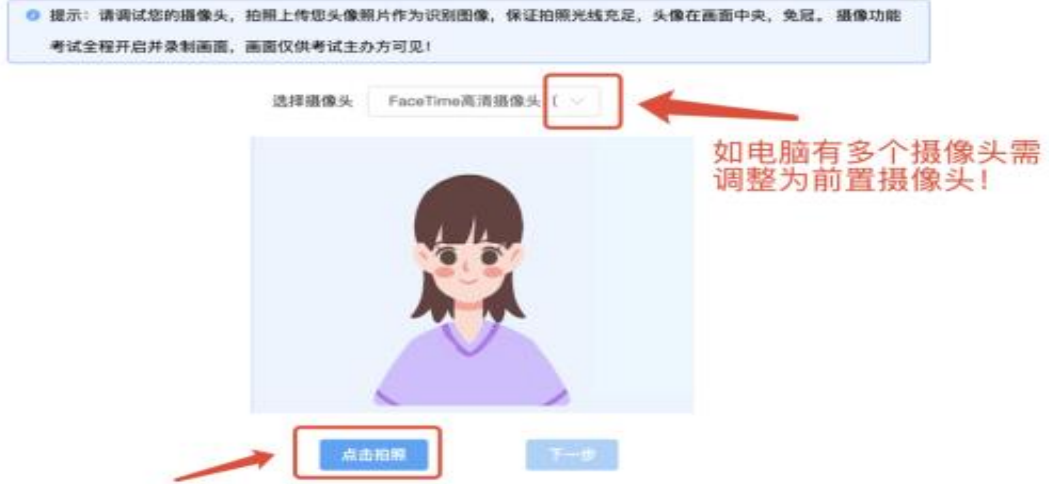 提示：请调试您的摄像头，拍照上传您头像照片作为识别图像，保证拍照光线充足，头像在画面中央，免冠。 摄像功能
考试全程开启并录制画面，画面仅供考试主办方可见！
选择摄像头 FaceTime高清摄像头 (
如电脑有多个摄像头需
调整为前置摄像头！
点击拍照 下一步